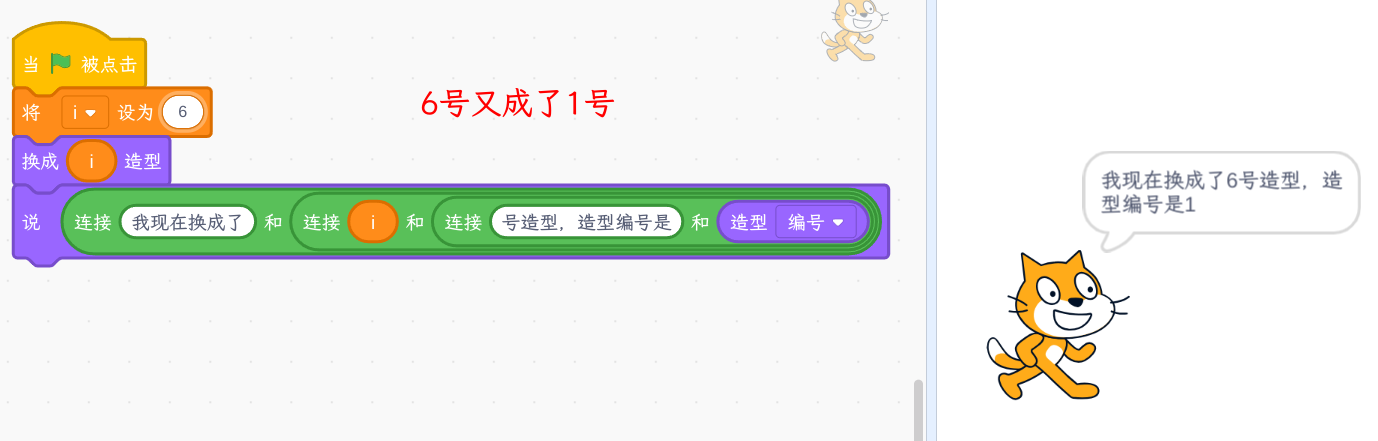 当 被点击
将 i 设为 6
换成 i 造型
说 连接 我现在换成了 和 连接 i 和 连接 号造型，造型编号是 和 造型 编号
6号又成了1号
我现在换成了6号造型，造
型编号是1